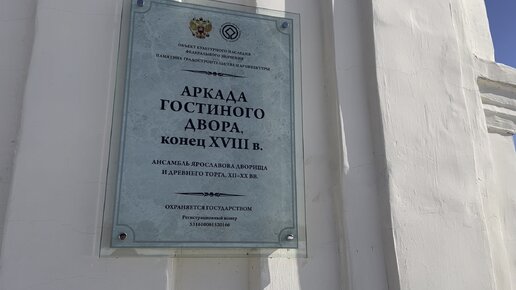 ОБЪЕКТ КУЛЬТУРНОГО НАСЛЕДИЯ
ФЕДЕРАЛЬНОГО ЗНАЧЕНИЯ
ПАМЯТНИК ГРАДОСТРОИТЕЛЬСТВА И АРХИТЕКТУРЫ
АРКАДА
ГОСТИНОГО
ДВОРА,
конец XVIII в.
АНСАМБЛЬ ЯРОСЛАВОВА ДВОРИЩА
И ДРЕВНЕГО ТОРГА, XII-XX ВВ.
ОХРАНЯЕТСЯ ГОСУДАРСТВОМ
Регистрационный номер